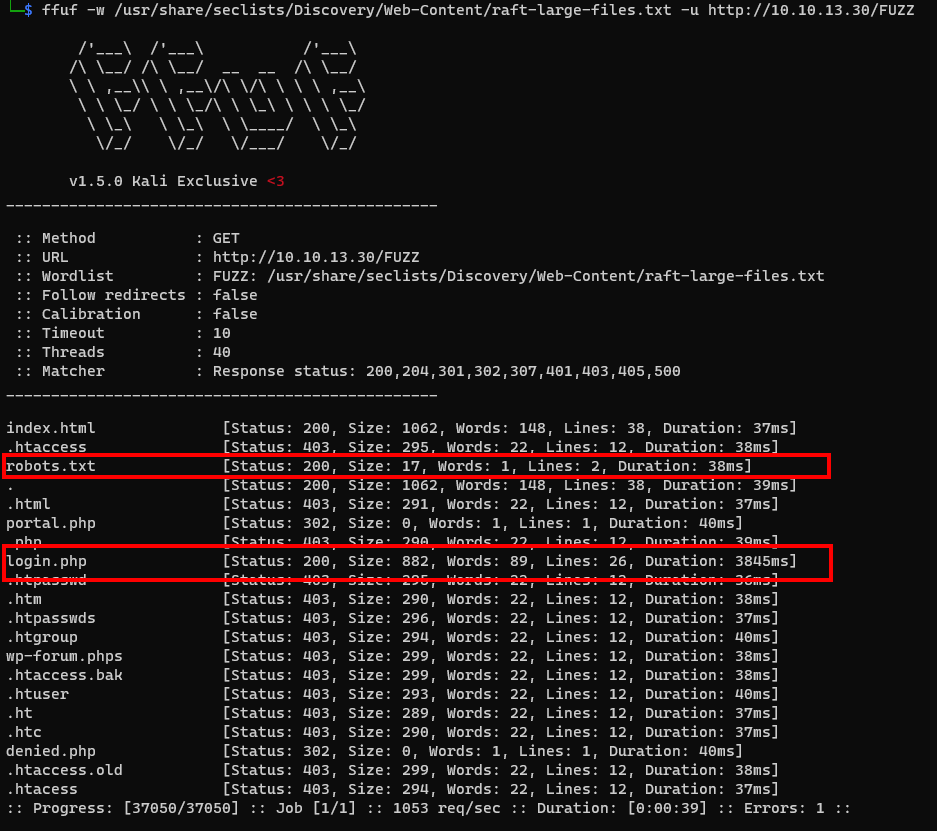 └─$ ffuf -w /usr/share/seclists/Discovery/Web-Content/raft-large-files.txt -u http://10.10.13.30/FUZZ
        /'___\  /'___\           /'___\
       /\ \__/ /\ \__/  __  __  /\ \__/
       \ \ ,__\\ \ ,__\/\ \/\ \ \ \ ,__\
        \ \ \_/ \ \ \_/\ \ \_\ \ \ \ \_/
         \ \_\   \ \_\  \ \____/  \ \_\
          \/_/    \/_/   \/___/    \/_/
       v1.5.0 Kali Exclusive <3
________________________________________________
 :: Method           : GET
 :: URL              : http://10.10.13.30/FUZZ
 :: Wordlist         : FUZZ: /usr/share/seclists/Discovery/Web-Content/raft-large-files.txt
 :: Follow redirects : false
 :: Calibration      : false
 :: Timeout          : 10
 :: Threads          : 40
 :: Matcher          : Response status: 200,204,301,302,307,401,403,405,500
________________________________________________
index.html              [Status: 200, Size: 1062, Words: 148, Lines: 38, Duration: 37ms]
.htaccess               [Status: 403, Size: 295, Words: 22, Lines: 12, Duration: 38ms]
robots.txt              [Status: 200, Size: 17, Words: 1, Lines: 2, Duration: 38ms]
.                       [Status: 200, Size: 1062, Words: 148, Lines: 38, Duration: 39ms]
.html                   [Status: 403, Size: 291, Words: 22, Lines: 12, Duration: 37ms]
portal.php              [Status: 302, Size: 0, Words: 1, Lines: 1, Duration: 40ms]
.php                    [Status: 403, Size: 290, Words: 22, Lines: 12, Duration: 39ms]
login.php               [Status: 200, Size: 882, Words: 89, Lines: 26, Duration: 3845ms]
.htpasswd               [Status: 403, Size: 295, Words: 22, Lines: 12, Duration: 36ms]
.htm                    [Status: 403, Size: 290, Words: 22, Lines: 12, Duration: 38ms]
.htpasswds              [Status: 403, Size: 296, Words: 22, Lines: 12, Duration: 37ms]
.htgroup                [Status: 403, Size: 294, Words: 22, Lines: 12, Duration: 40ms]
wp-forum.phps           [Status: 403, Size: 299, Words: 22, Lines: 12, Duration: 38ms]
.htaccess.bak           [Status: 403, Size: 299, Words: 22, Lines: 12, Duration: 38ms]
.htuser                 [Status: 403, Size: 293, Words: 22, Lines: 12, Duration: 40ms]
.ht                     [Status: 403, Size: 289, Words: 22, Lines: 12, Duration: 37ms]
.htc                    [Status: 403, Size: 290, Words: 22, Lines: 12, Duration: 37ms]
denied.php              [Status: 302, Size: 0, Words: 1, Lines: 1, Duration: 40ms]
.htaccess.old           [Status: 403, Size: 299, Words: 22, Lines: 12, Duration: 38ms]
.htacess                [Status: 403, Size: 294, Words: 22, Lines: 12, Duration: 37ms]
:: Progress: [37050/37050] :: Job [1/1] :: 1053 req/sec :: Duration: [0:00:39] :: Errors: 1 ::